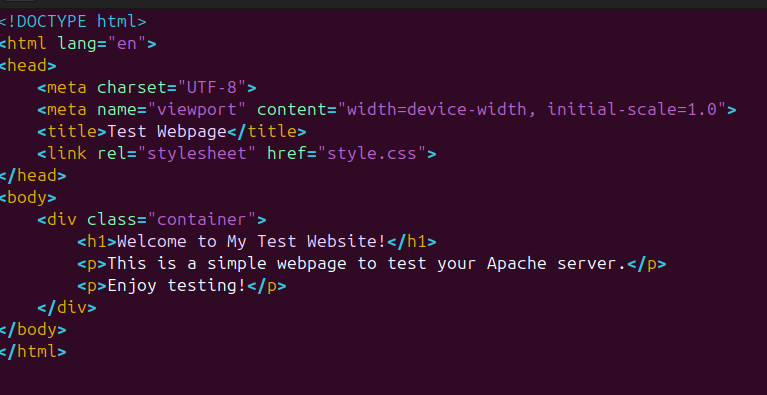 <!DOCTYPE html>
<html lang="en">
<head>
    <meta charset="UTF-8">
    <meta name="viewport" content="width=device-width, initial-scale=1.0">
    <title>Test Webpage</title>
    <link rel="stylesheet" href="style.css">
</head>
<body>
    <div class="container">
        <h1>Welcome to My Test Website!</h1>
        <p>This is a simple webpage to test your Apache server.</p>
        <p>Enjoy testing!</p>
    </div>
</body>
</html>